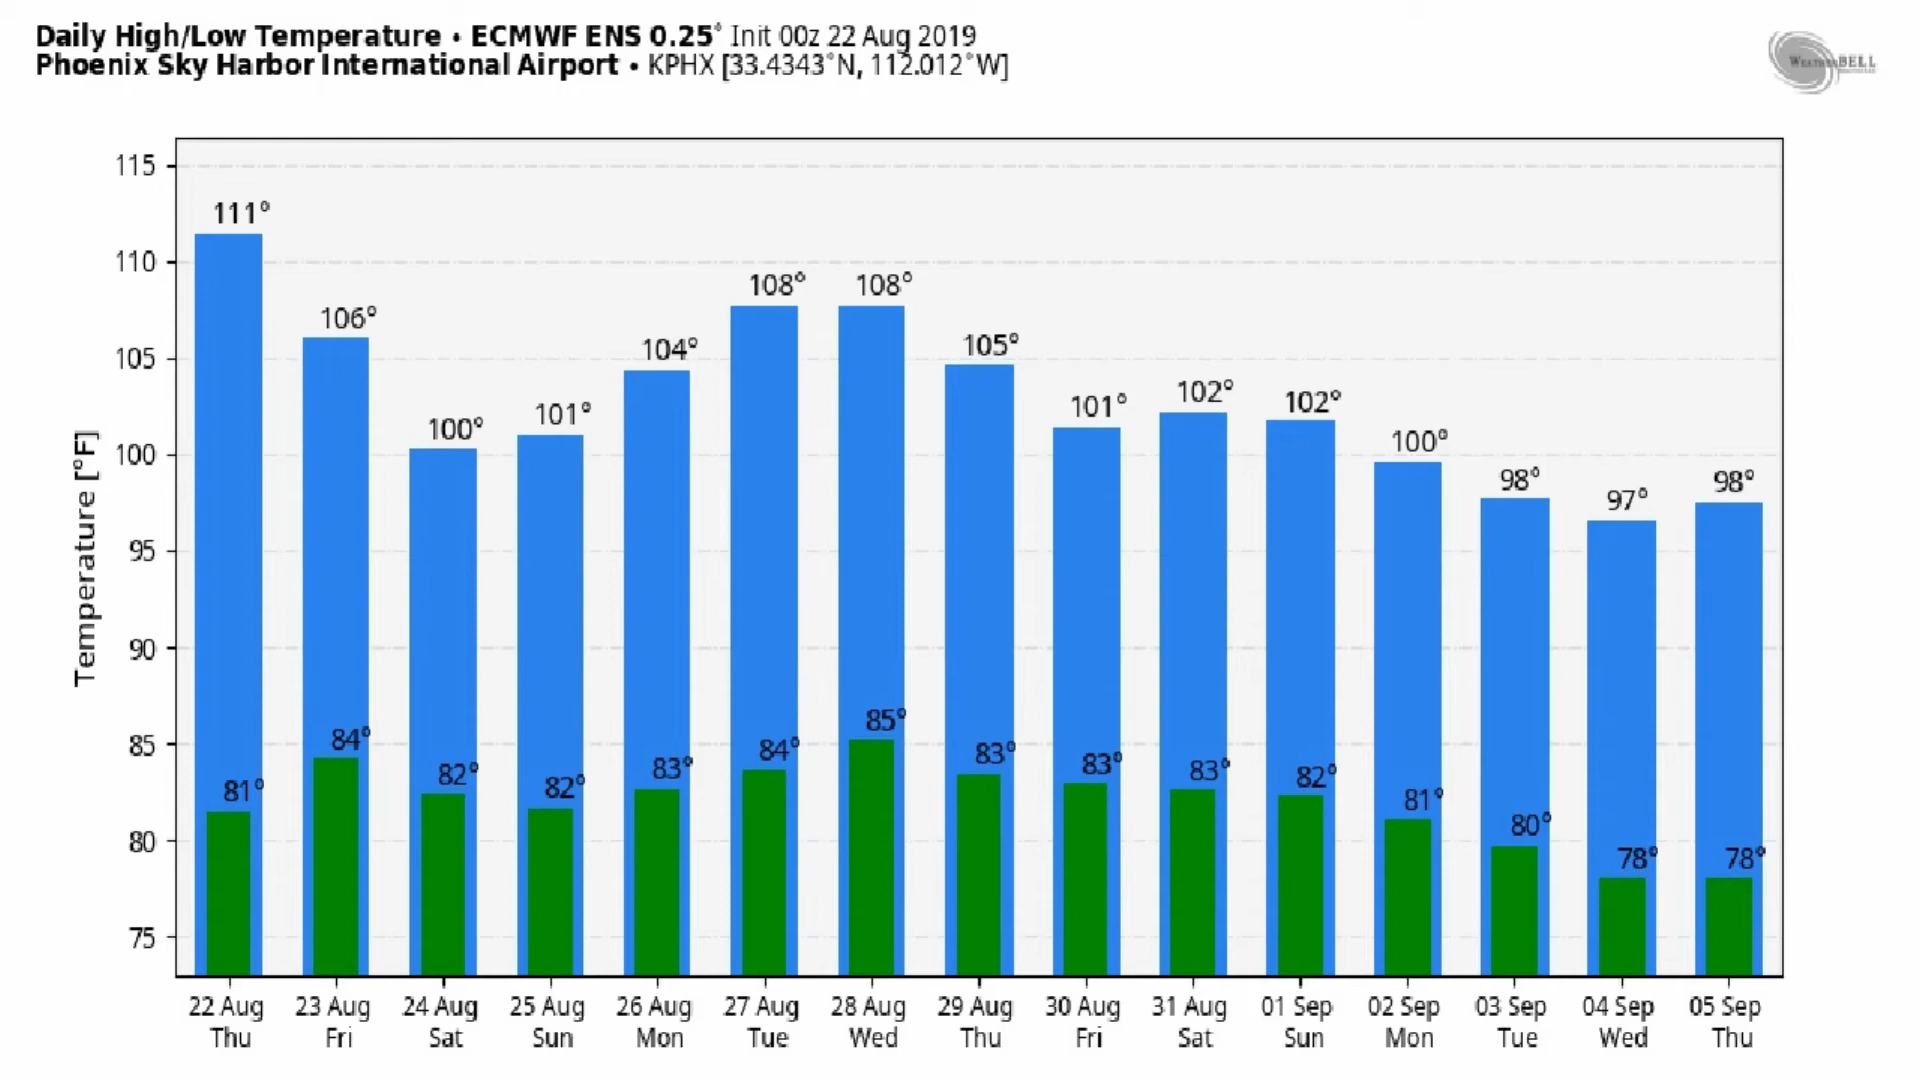 Daily High/Low Temperature • ECMWF ENS 0.25° Init 00z 22 Aug 2019
Phoenix Sky Harbor International Airport • KPHX [33.4343°N, 112.012°W]
WEATHERBELL
Temperature [°F]
115
110
105
100
95
90
85
80
75
111° 106° 100° 101° 104° 108° 108° 105° 101° 102° 102° 100° 98° 97° 98°
81° 84° 82° 82° 83° 84° 85° 83° 83° 83° 82° 81° 80° 78° 78°
22 Aug 23 Aug 24 Aug 25 Aug 26 Aug 27 Aug 28 Aug 29 Aug 30 Aug 31 Aug 01 Sep 02 Sep 03 Sep 04 Sep 05 Sep
Thu Fri Sat Sun Mon Tue Wed Thu Fri Sat Sun Mon Tue Wed Thu